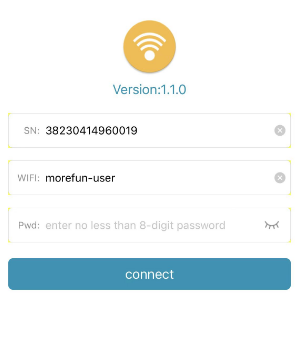 Version:1.1.0
SN: 38230414960019
WIFI: morefun-user
Pwd: enter no less than 8-digit password
connect